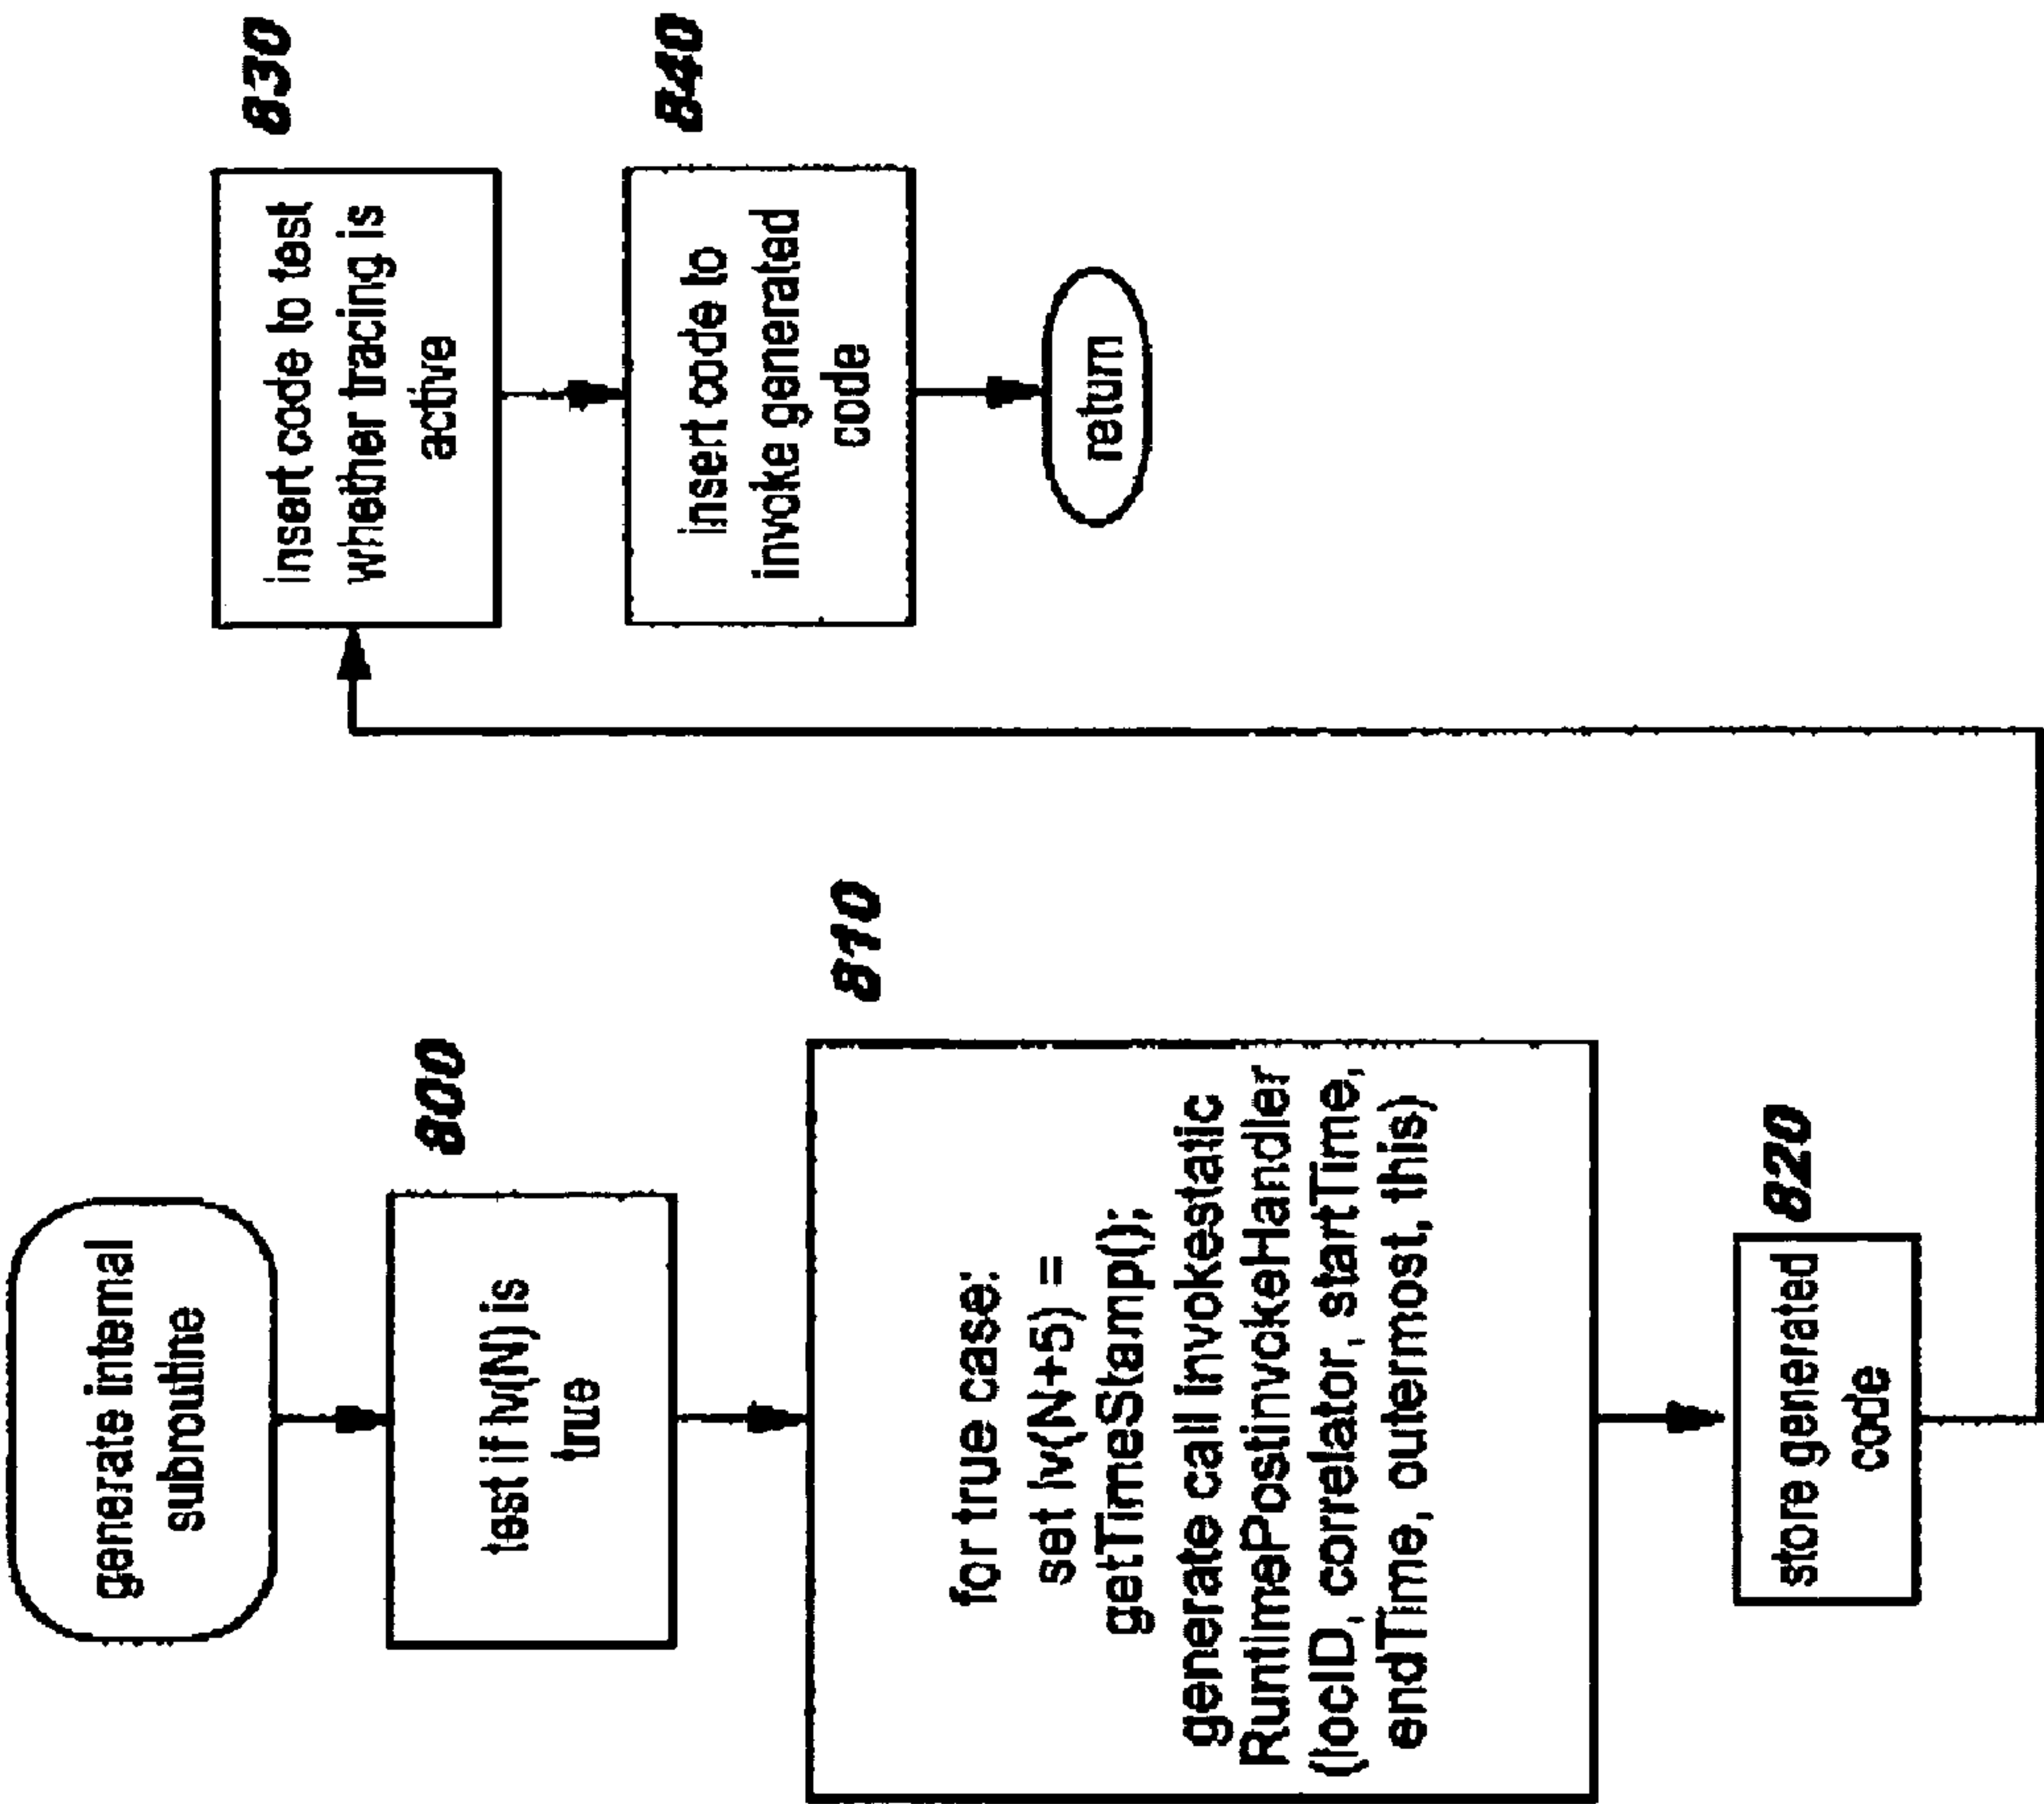 generate internal
subroutine
800
test if lv(N) is
true
810
for true case:
set lv(N+5) =
getTimeStamp();
generate call invokestatic
RuntimePostinvokeHandler
(locID, correlator, startTime,
endTime, outermost, this)
820
store generated
code
830
insert code to test
whether tracing is
active
840
insert code to
invoke generated
code
return